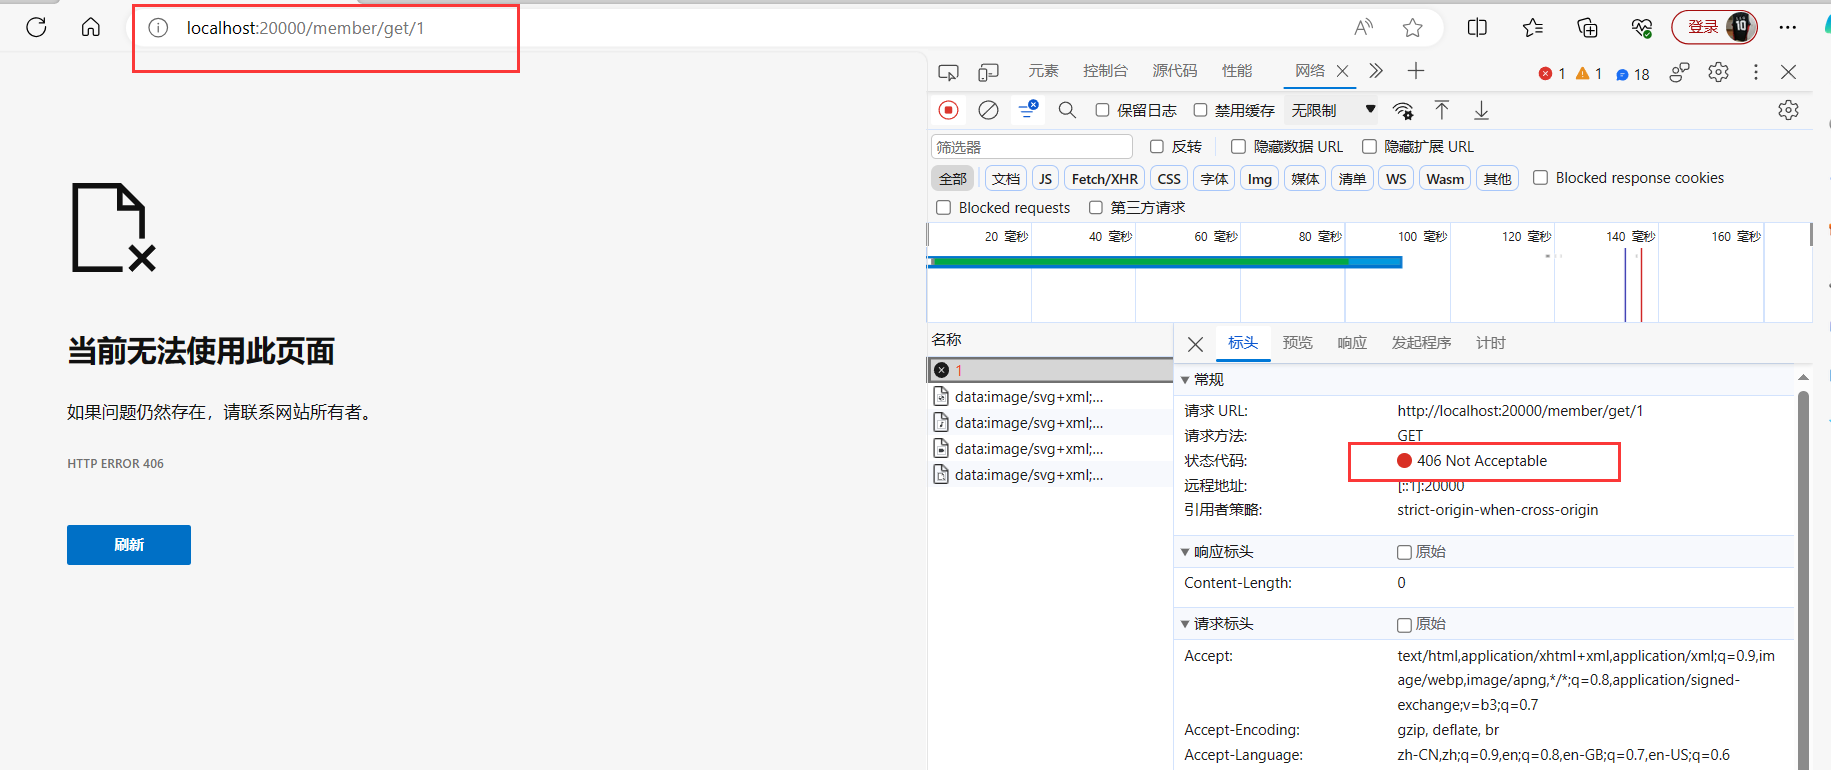 localhost:20000/member/get/1
登录
元素 控制台 源代码 性能 网络
1 1 18
保留日志 禁用缓存 无限制
筛选器 反转 隐藏数据 URL 隐藏扩展 URL
全部 文档 JS Fetch/XHR CSS 字体 Img 媒体 清单 WS Wasm 其他 Blocked response cookies
Blocked requests 第三方请求
20 毫秒 40 毫秒 60 毫秒 80 毫秒 100 毫秒 120 毫秒 140 毫秒 160 毫秒
当前无法使用此页面
如果问题仍然存在，请联系网站所有者。
HTTP ERROR 406
刷新
名称
1
data:image/svg+xml;...
data:image/svg+xml;...
data:image/svg+xml;...
data:image/svg+xml;...
标头 预览 响应 发起程序 计时
常规
请求 URL: http://localhost:20000/member/get/1
请求方法: GET
状态代码: 406 Not Acceptable
远程地址: [::1]:20000
引用者策略: strict-origin-when-cross-origin
响应标头 原始
Content-Length: 0
请求标头 原始
Accept: text/html,application/xhtml+xml,application/xml;q=0.9,im
age/webp,image/apng,*/*;q=0.8,application/signed-
exchange;v=b3;q=0.7
Accept-Encoding: gzip, deflate, br
Accept-Language: zh-CN,zh;q=0.9,en;q=0.8,en-GB;q=0.7,en-US;q=0.6